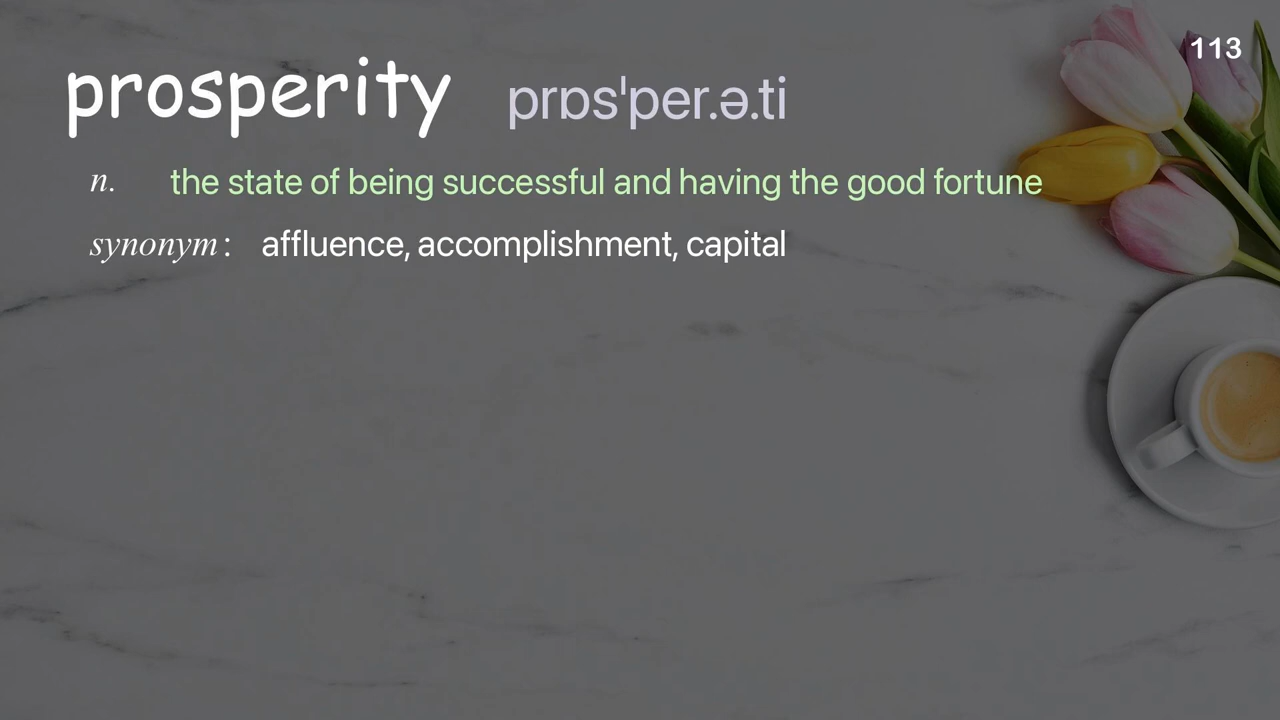 113
prosperity prɒsˈper.ə.ti
n. the state of being successful and having the good fortune
synonym: affluence, accomplishment, capital